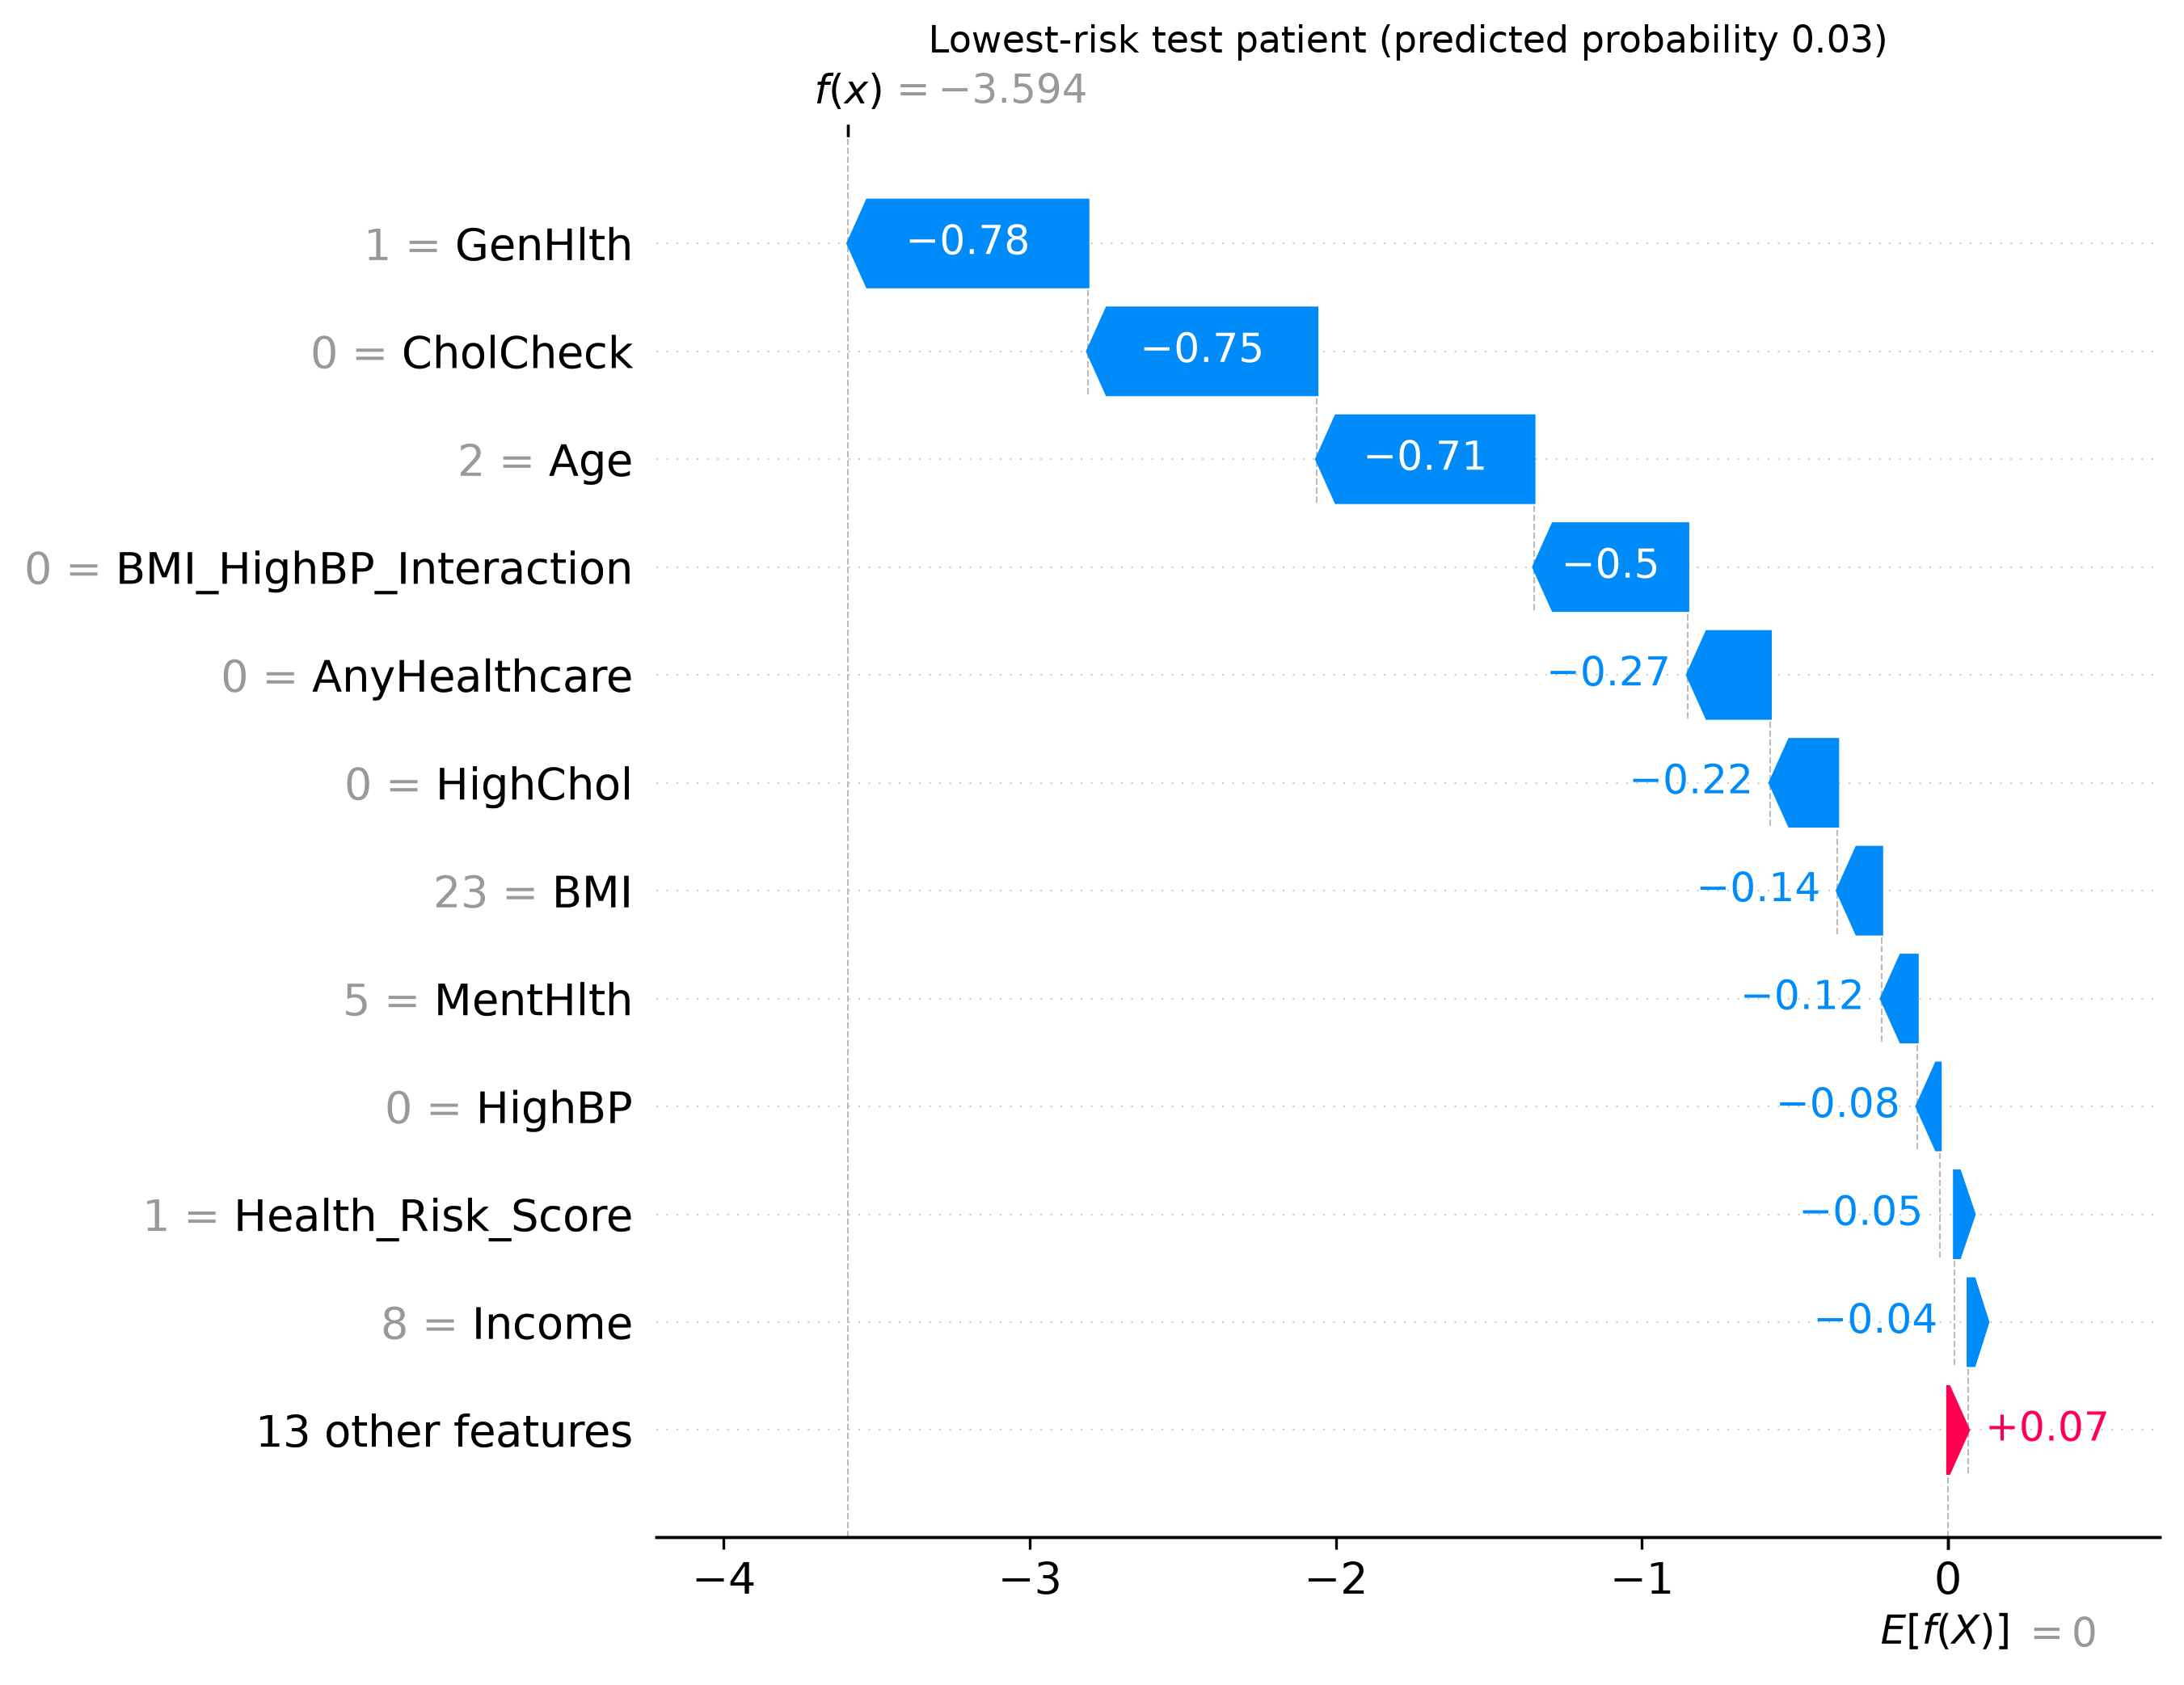 Lowest-risk test patient (predicted probability 0.03)
f(x) = −3.594
1 = GenHlth −0.78
0 = CholCheck −0.75
2 = Age −0.71
0 = BMI_HighBP_Interaction −0.5
0 = AnyHealthcare −0.27
0 = HighChol −0.22
23 = BMI −0.14
5 = MentHlth −0.12
0 = HighBP −0.08
1 = Health_Risk_Score −0.05
8 = Income −0.04
13 other features +0.07
−4 −3 −2 −1 0
E[f(X)] = 0